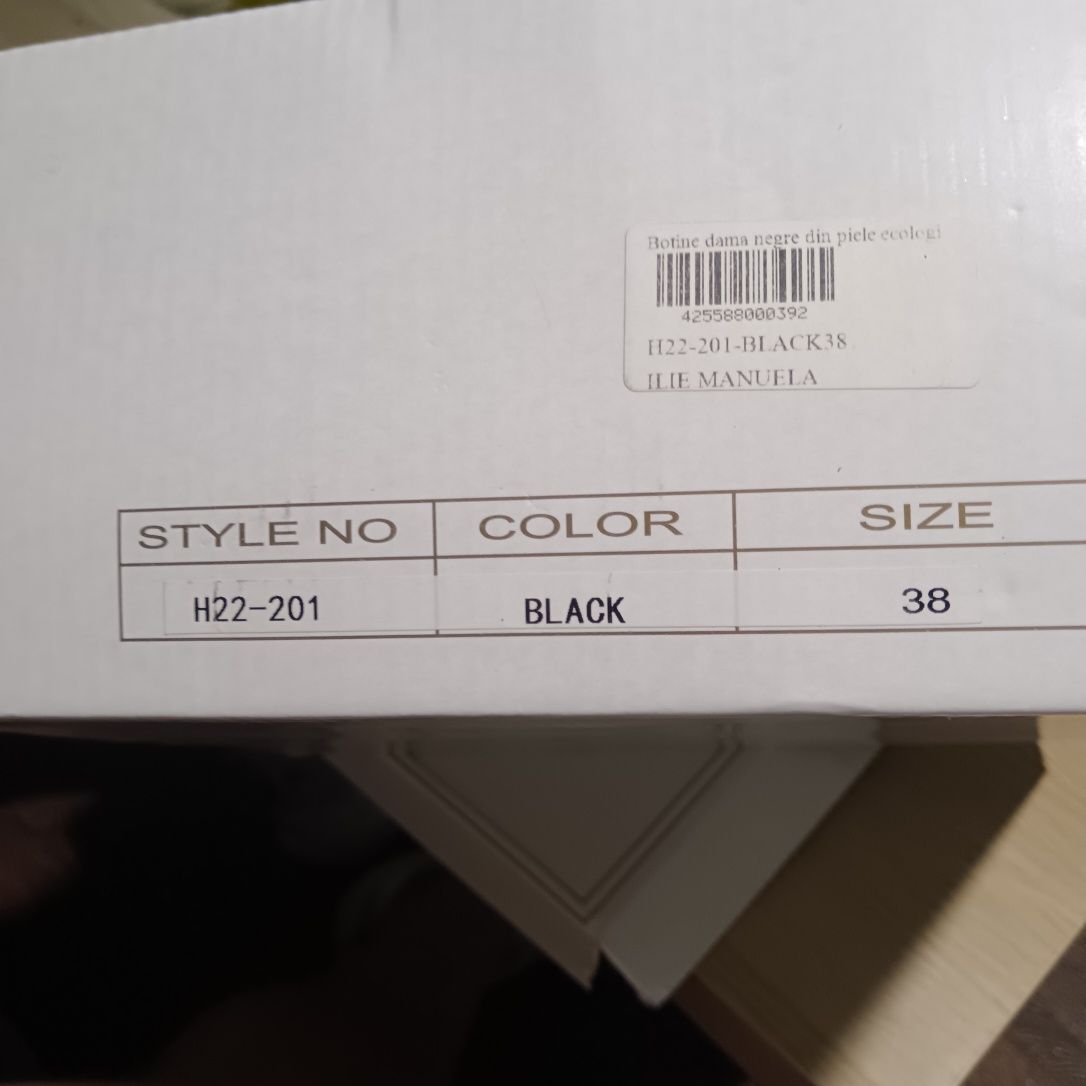 Botine dama negre din piele ecologi
425588000392
H22-201-BLACK38
ILIE MANUELA
STYLE NO COLOR SIZE
H22-201 BLACK 38